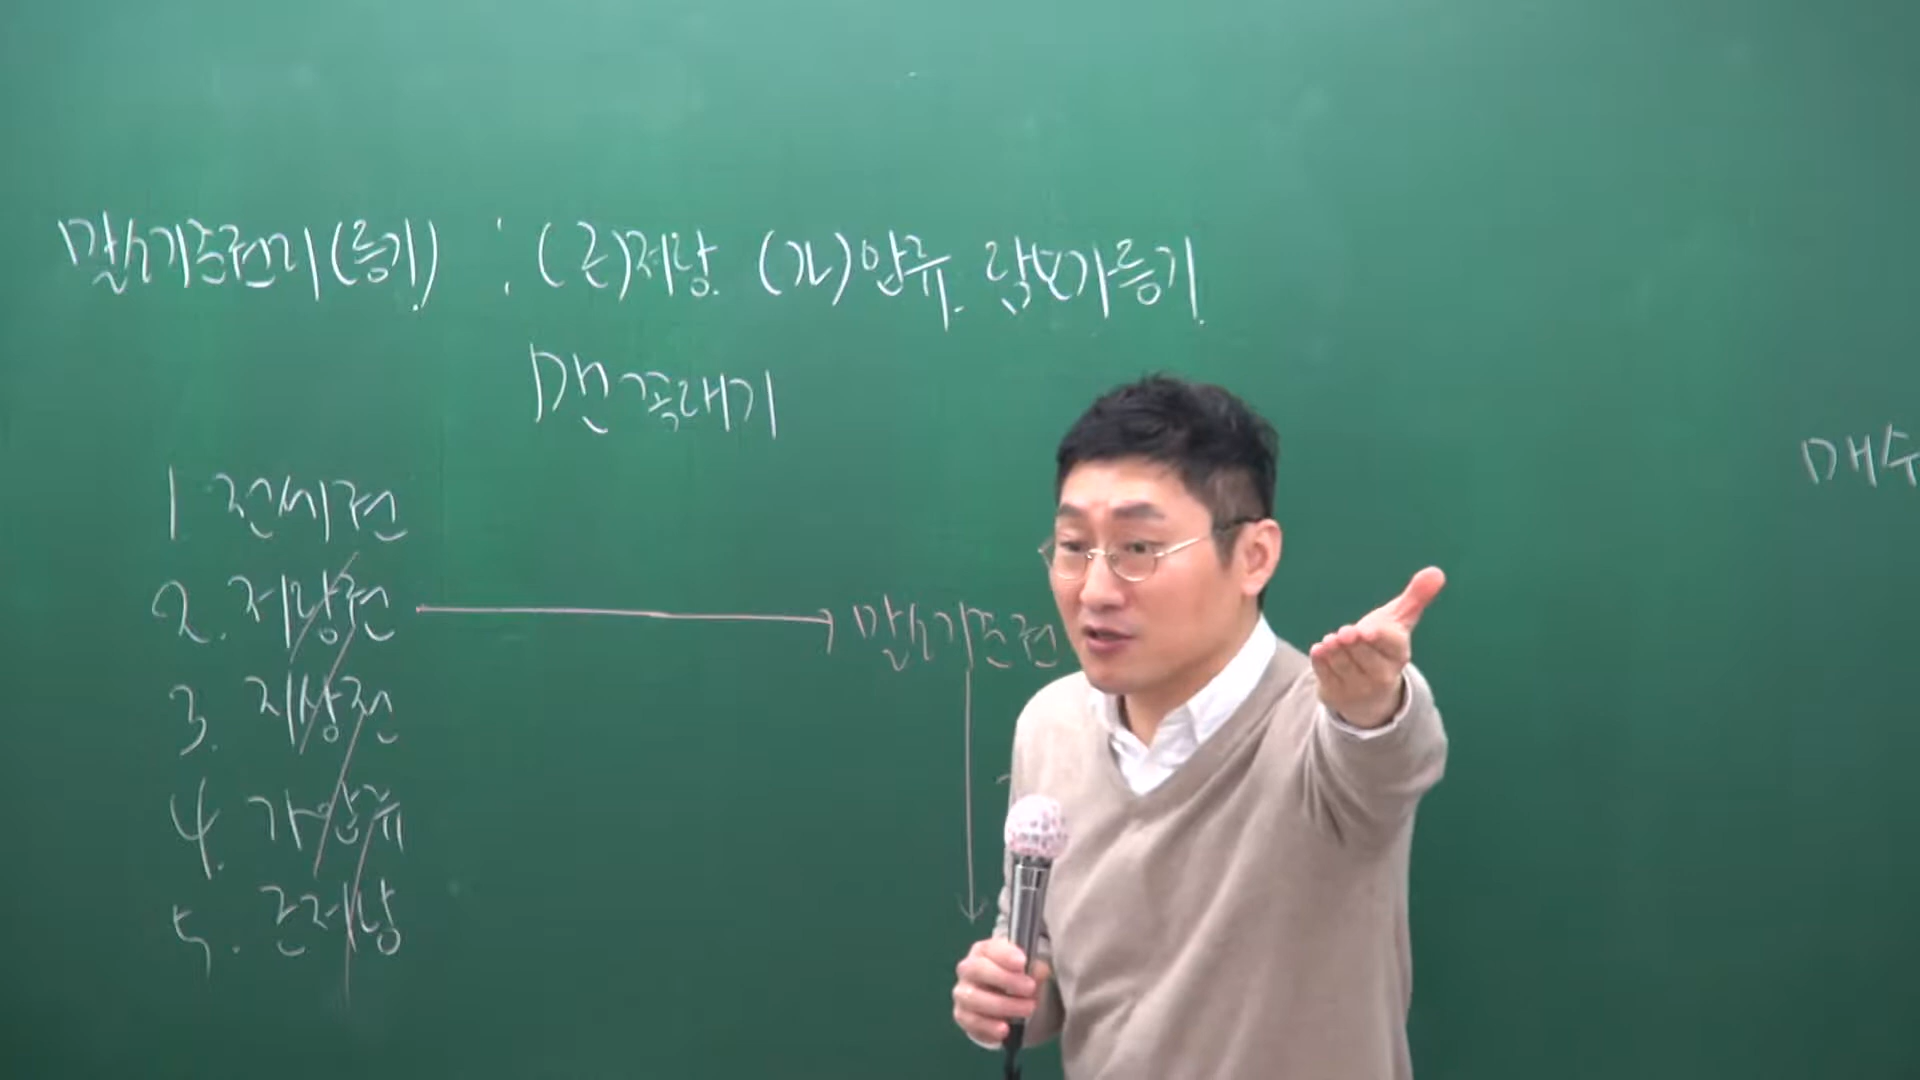 말소기준권리(등기) : (근)저당. (가)압류. 담보가등기.
맨꼭대기
1 전세권
2. 저당권
말소기준권
3. 지상권
4. 가압류
5. 근저당
매수